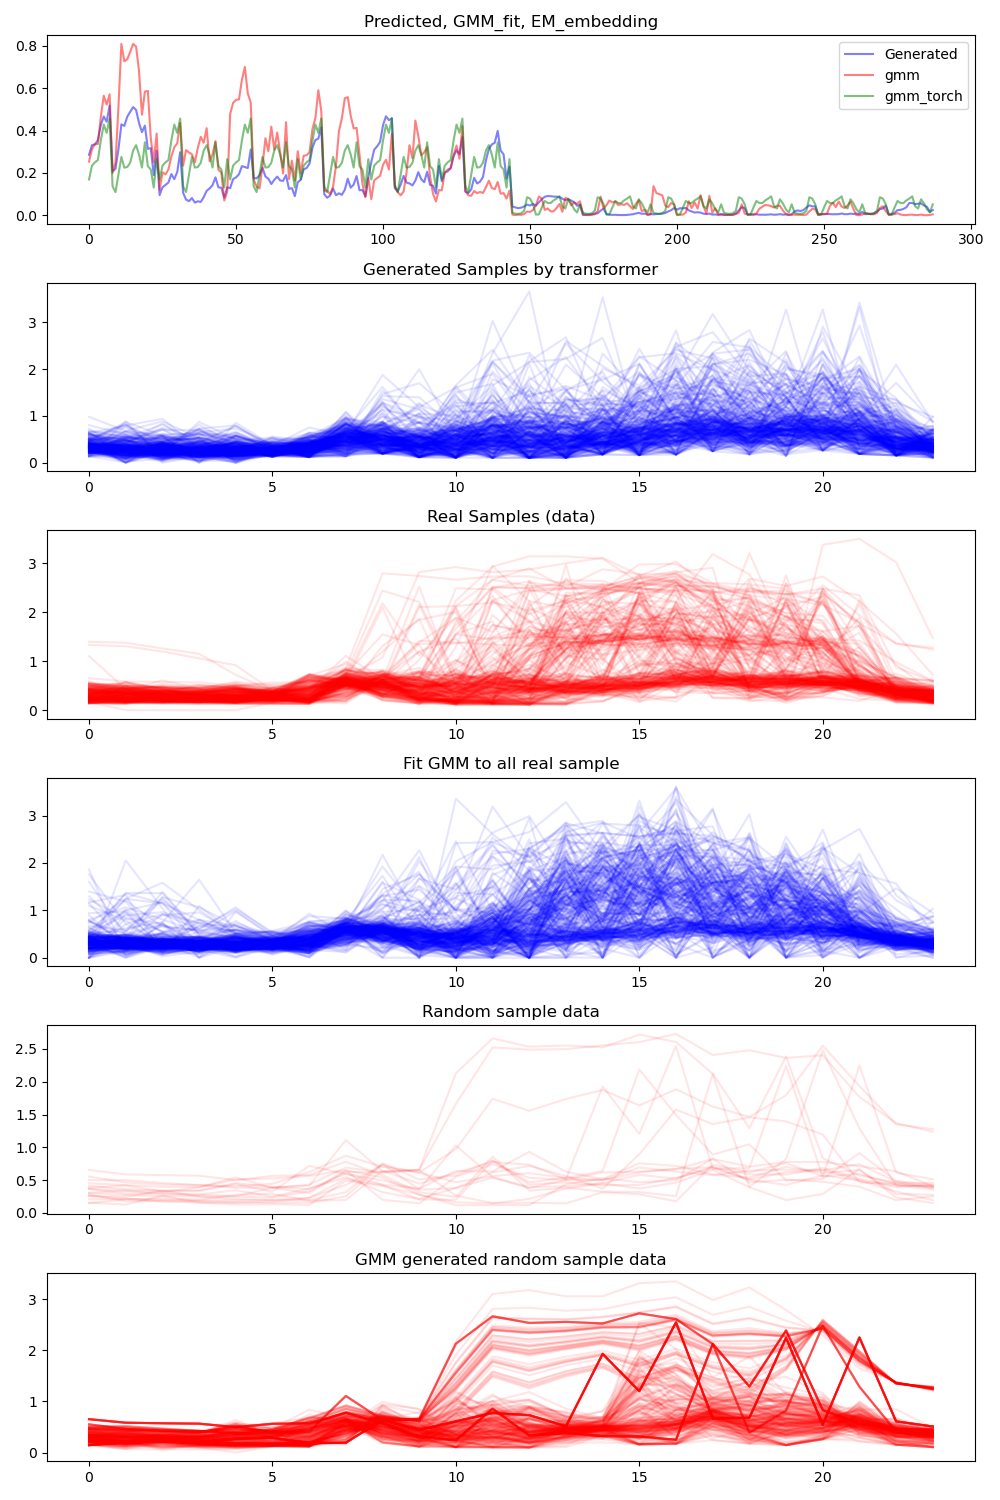 Predicted, GMM_fit, EM_embedding
0.8
0.6
0.4
0.2
0.0
Generated
gmm
gmm_torch
0 50 100 150 200 250 300
Generated Samples by transformer
3
2
1
0
0 5 10 15 20
Real Samples (data)
3
2
1
0
0 5 10 15 20
Fit GMM to all real sample
3
2
1
0
0 5 10 15 20
Random sample data
2.5
2.0
1.5
1.0
0.5
0.0
0 5 10 15 20
GMM generated random sample data
3
2
1
0
0 5 10 15 20